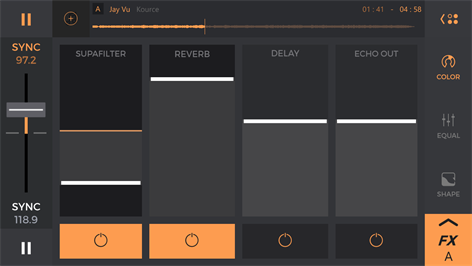 A Jay Vu Kource 01 : 41 - 04 : 58
SYNC
97.2
SUPAFILTER REVERB DELAY ECHO OUT
COLOR
EQUAL
SHAPE
SYNC
118.9
FX
A